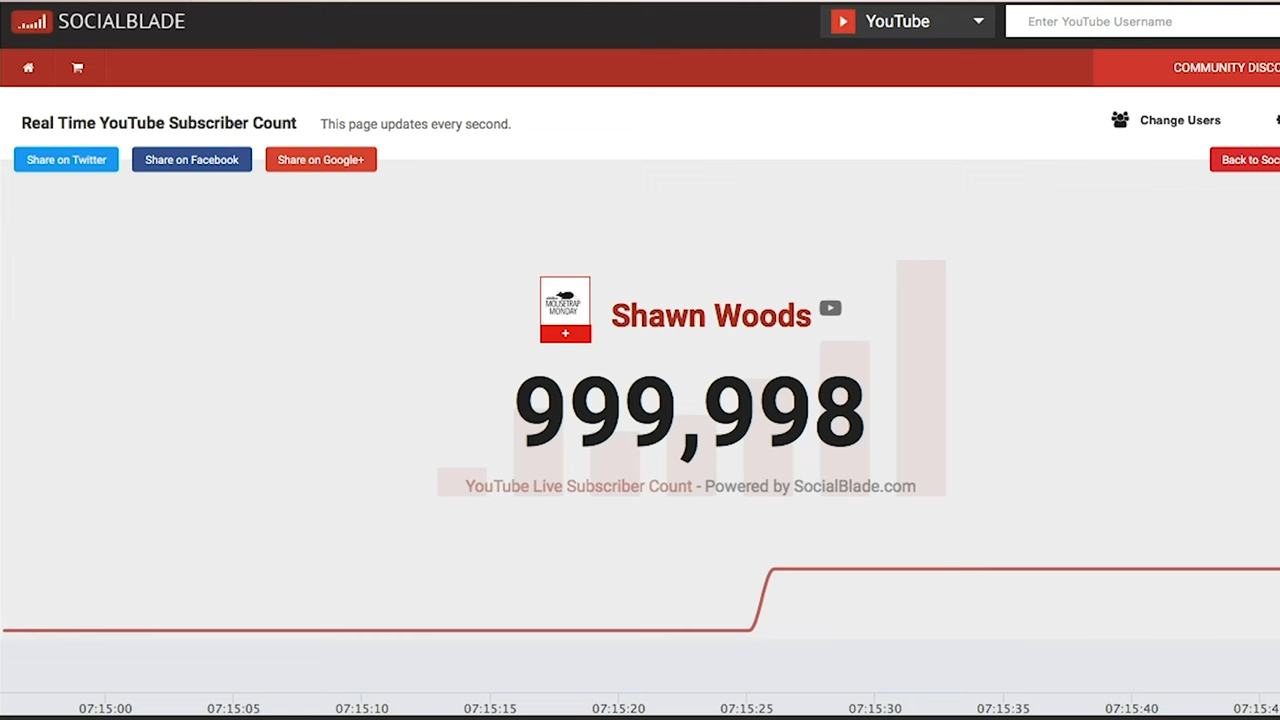 SOCIALBLADE
YouTube
Enter YouTube Username
COMMUNITY DISCO
Real Time YouTube Subscriber Count
This page updates every second.
Change Users
Share on Twitter
Share on Facebook
Share on Google+
Back to Soc
MOUSETRAP
MONDAY
+
Shawn Woods
999,998
YouTube Live Subscriber Count - Powered by SocialBlade.com
07:15:00 07:15:05 07:15:10 07:15:15 07:15:20 07:15:25 07:15:30 07:15:35 07:15:40 07:15:4